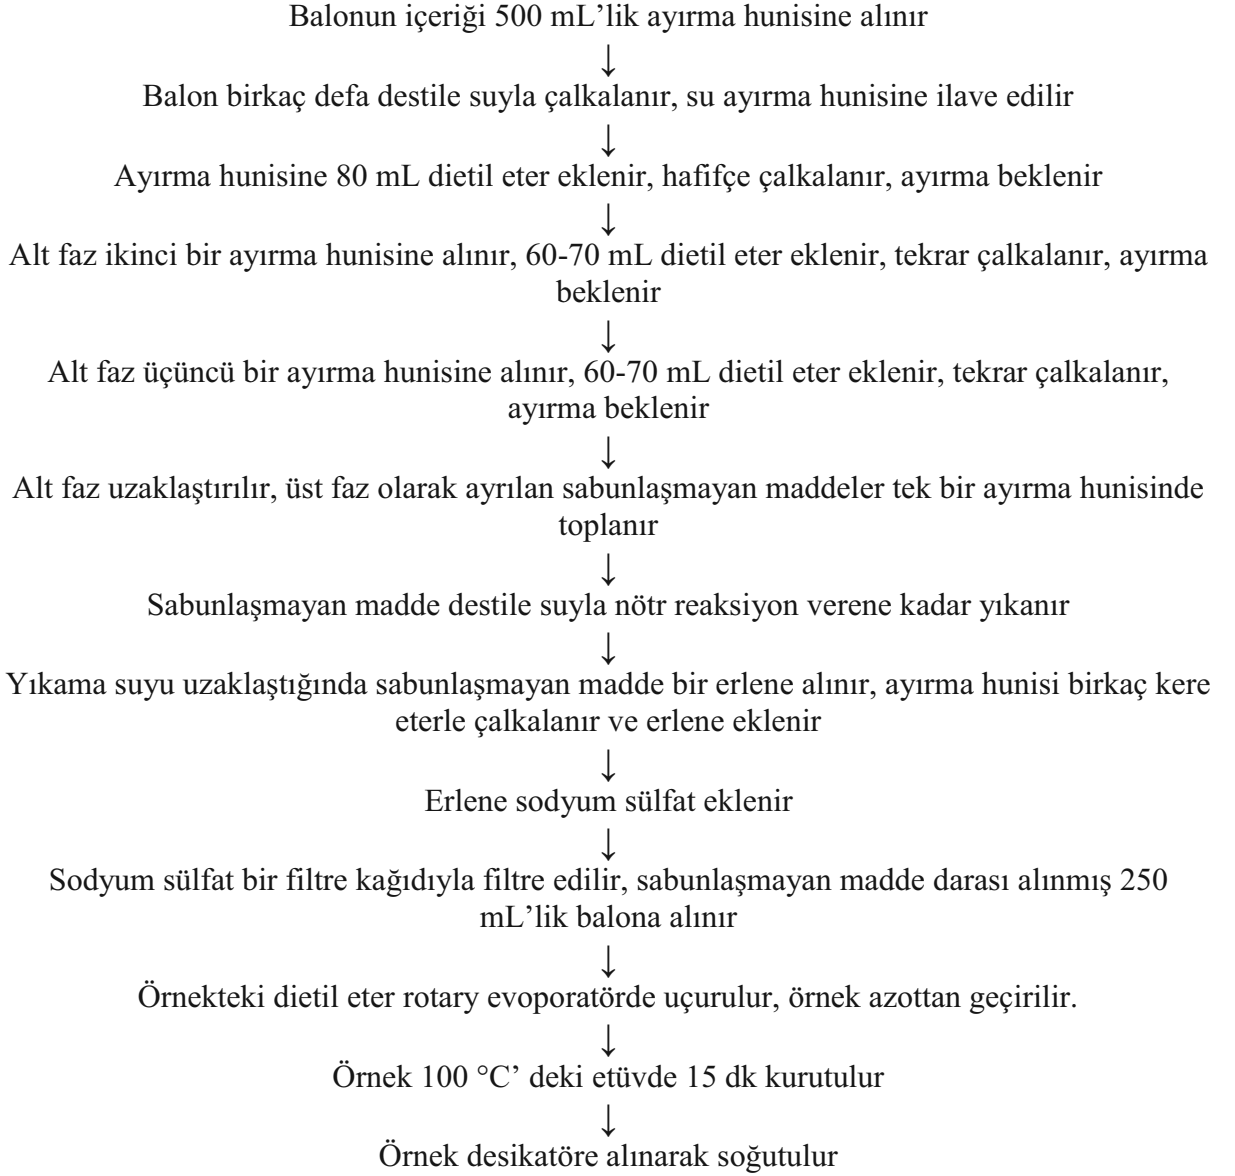 Balonun içeriği 500 mL’lik ayırma hunisine alınır
↓
Balon birkaç defa destile suyla çalkalanır, su ayırma hunisine ilave edilir
↓
Ayırma hunisine 80 mL dietil eter eklenir, hafifçe çalkalanır, ayırma beklenir
↓
Alt faz ikinci bir ayırma hunisine alınır, 60-70 mL dietil eter eklenir, tekrar çalkalanır, ayırma
beklenir
↓
Alt faz üçüncü bir ayırma hunisine alınır, 60-70 mL dietil eter eklenir, tekrar çalkalanır,
ayırma beklenir
↓
Alt faz uzaklaştırılır, üst faz olarak ayrılan sabunlaşmayan maddeler tek bir ayırma hunisinde
toplanır
↓
Sabunlaşmayan madde destile suyla nötr reaksiyon verene kadar yıkanır
↓
Yıkama suyu uzaklaştığında sabunlaşmayan madde bir erlene alınır, ayırma hunisi birkaç kere
eterle çalkalanır ve erlene eklenir
↓
Erlene sodyum sülfat eklenir
↓
Sodyum sülfat bir filtre kağıdıyla filtre edilir, sabunlaşmayan madde darası alınmış 250
mL’lik balona alınır
↓
Örnekteki dietil eter rotary evoporatörde uçurulur, örnek azottan geçirilir.
↓
Örnek 100 °C’ deki etüvde 15 dk kurutulur
↓
Örnek desikatöre alınarak soğutulur